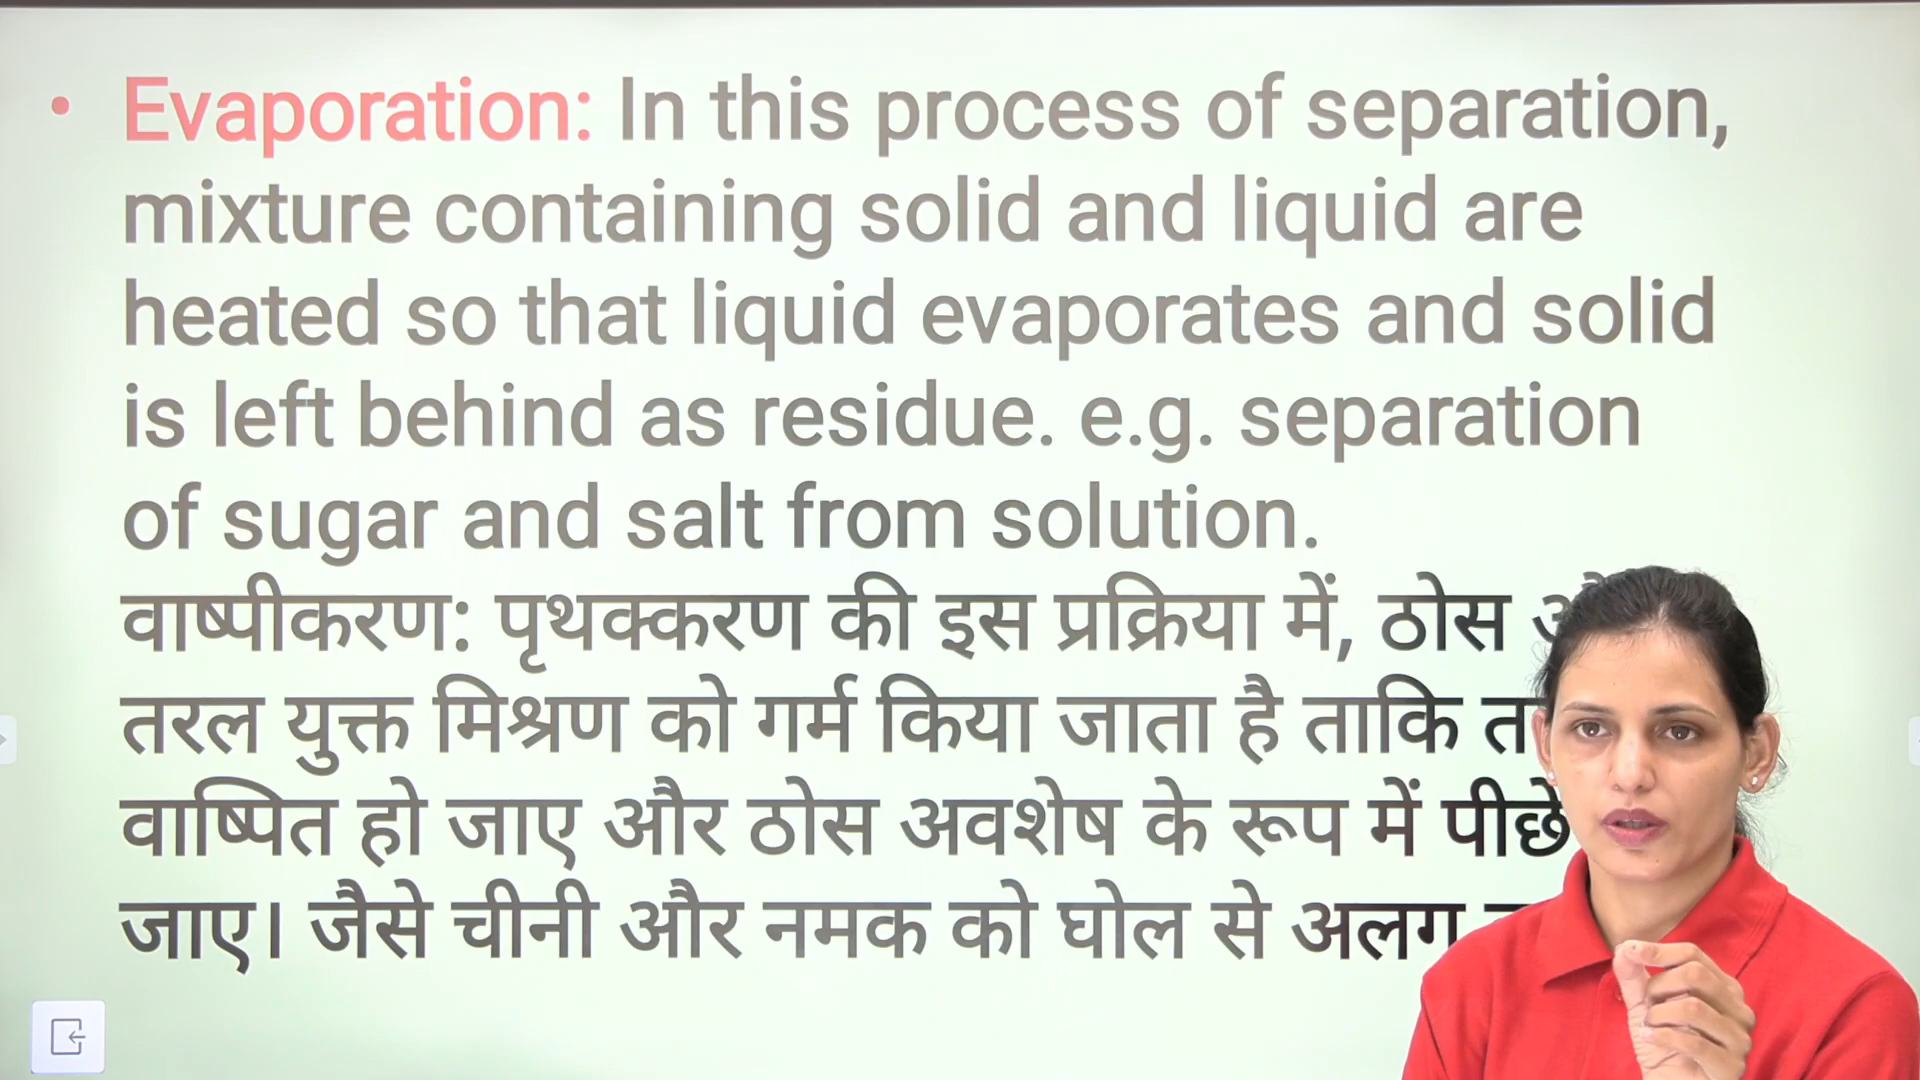 • Evaporation: In this process of separation,
mixture containing solid and liquid are
heated so that liquid evaporates and solid
is left behind as residue. e.g. separation
of sugar and salt from solution.
वाष्पीकरण: पृथक्करण की इस प्रक्रिया में, ठोस
तरल युक्त मिश्रण को गर्म किया जाता है ताकि
वाष्पित हो जाए और ठोस अवशेष के रूप में पीछे
जाए। जैसे चीनी और नमक को घोल से अलग